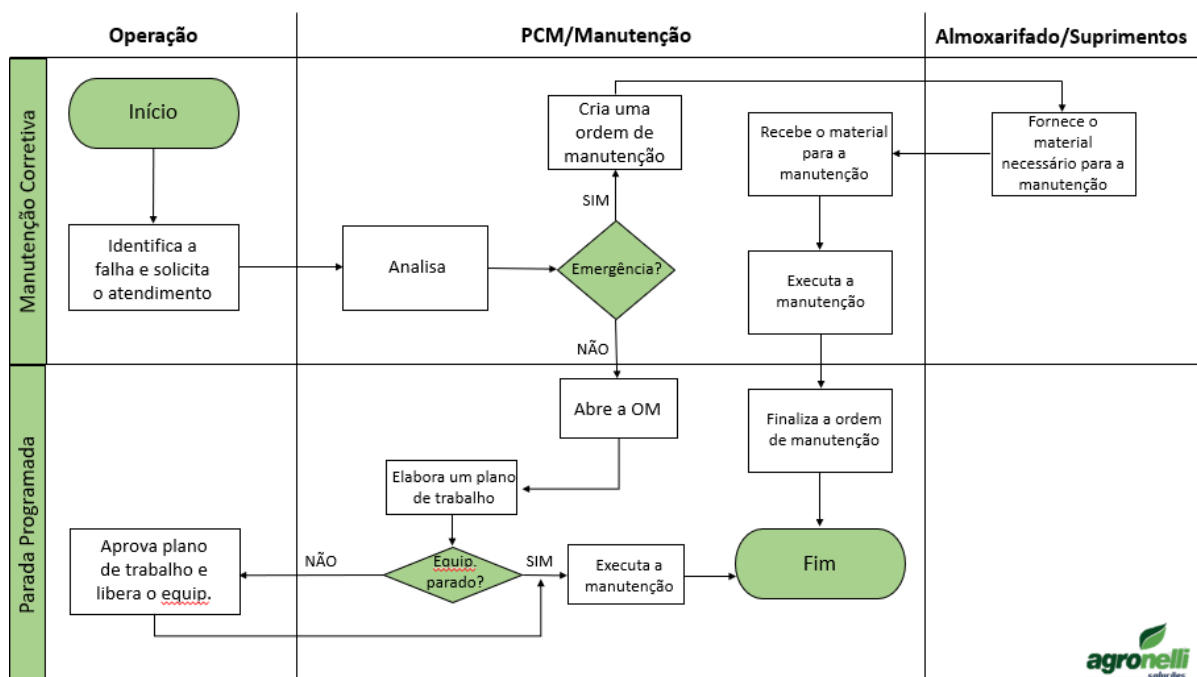 Operação
PCM/Manutenção
Almoxarifado/Suprimentos
Manutenção Corretiva
Início
Cria uma
ordem de
manutenção
Recebe o material
para a
manutenção
Fornece o
material
necessário para a
manutenção
SIM
Identifica a
falha e solicita
o atendimento
Analisa
Emergência?
Executa a
manutenção
NÃO
Parada Programada
Abre a OM
Finaliza a ordem
de manutenção
Elabora um plano
de trabalho
Aprova plano
de trabalho e
libera o equip.
NÃO
Equip.
parado?
SIM
Executa a
manutenção
Fim
agronelli
soluções